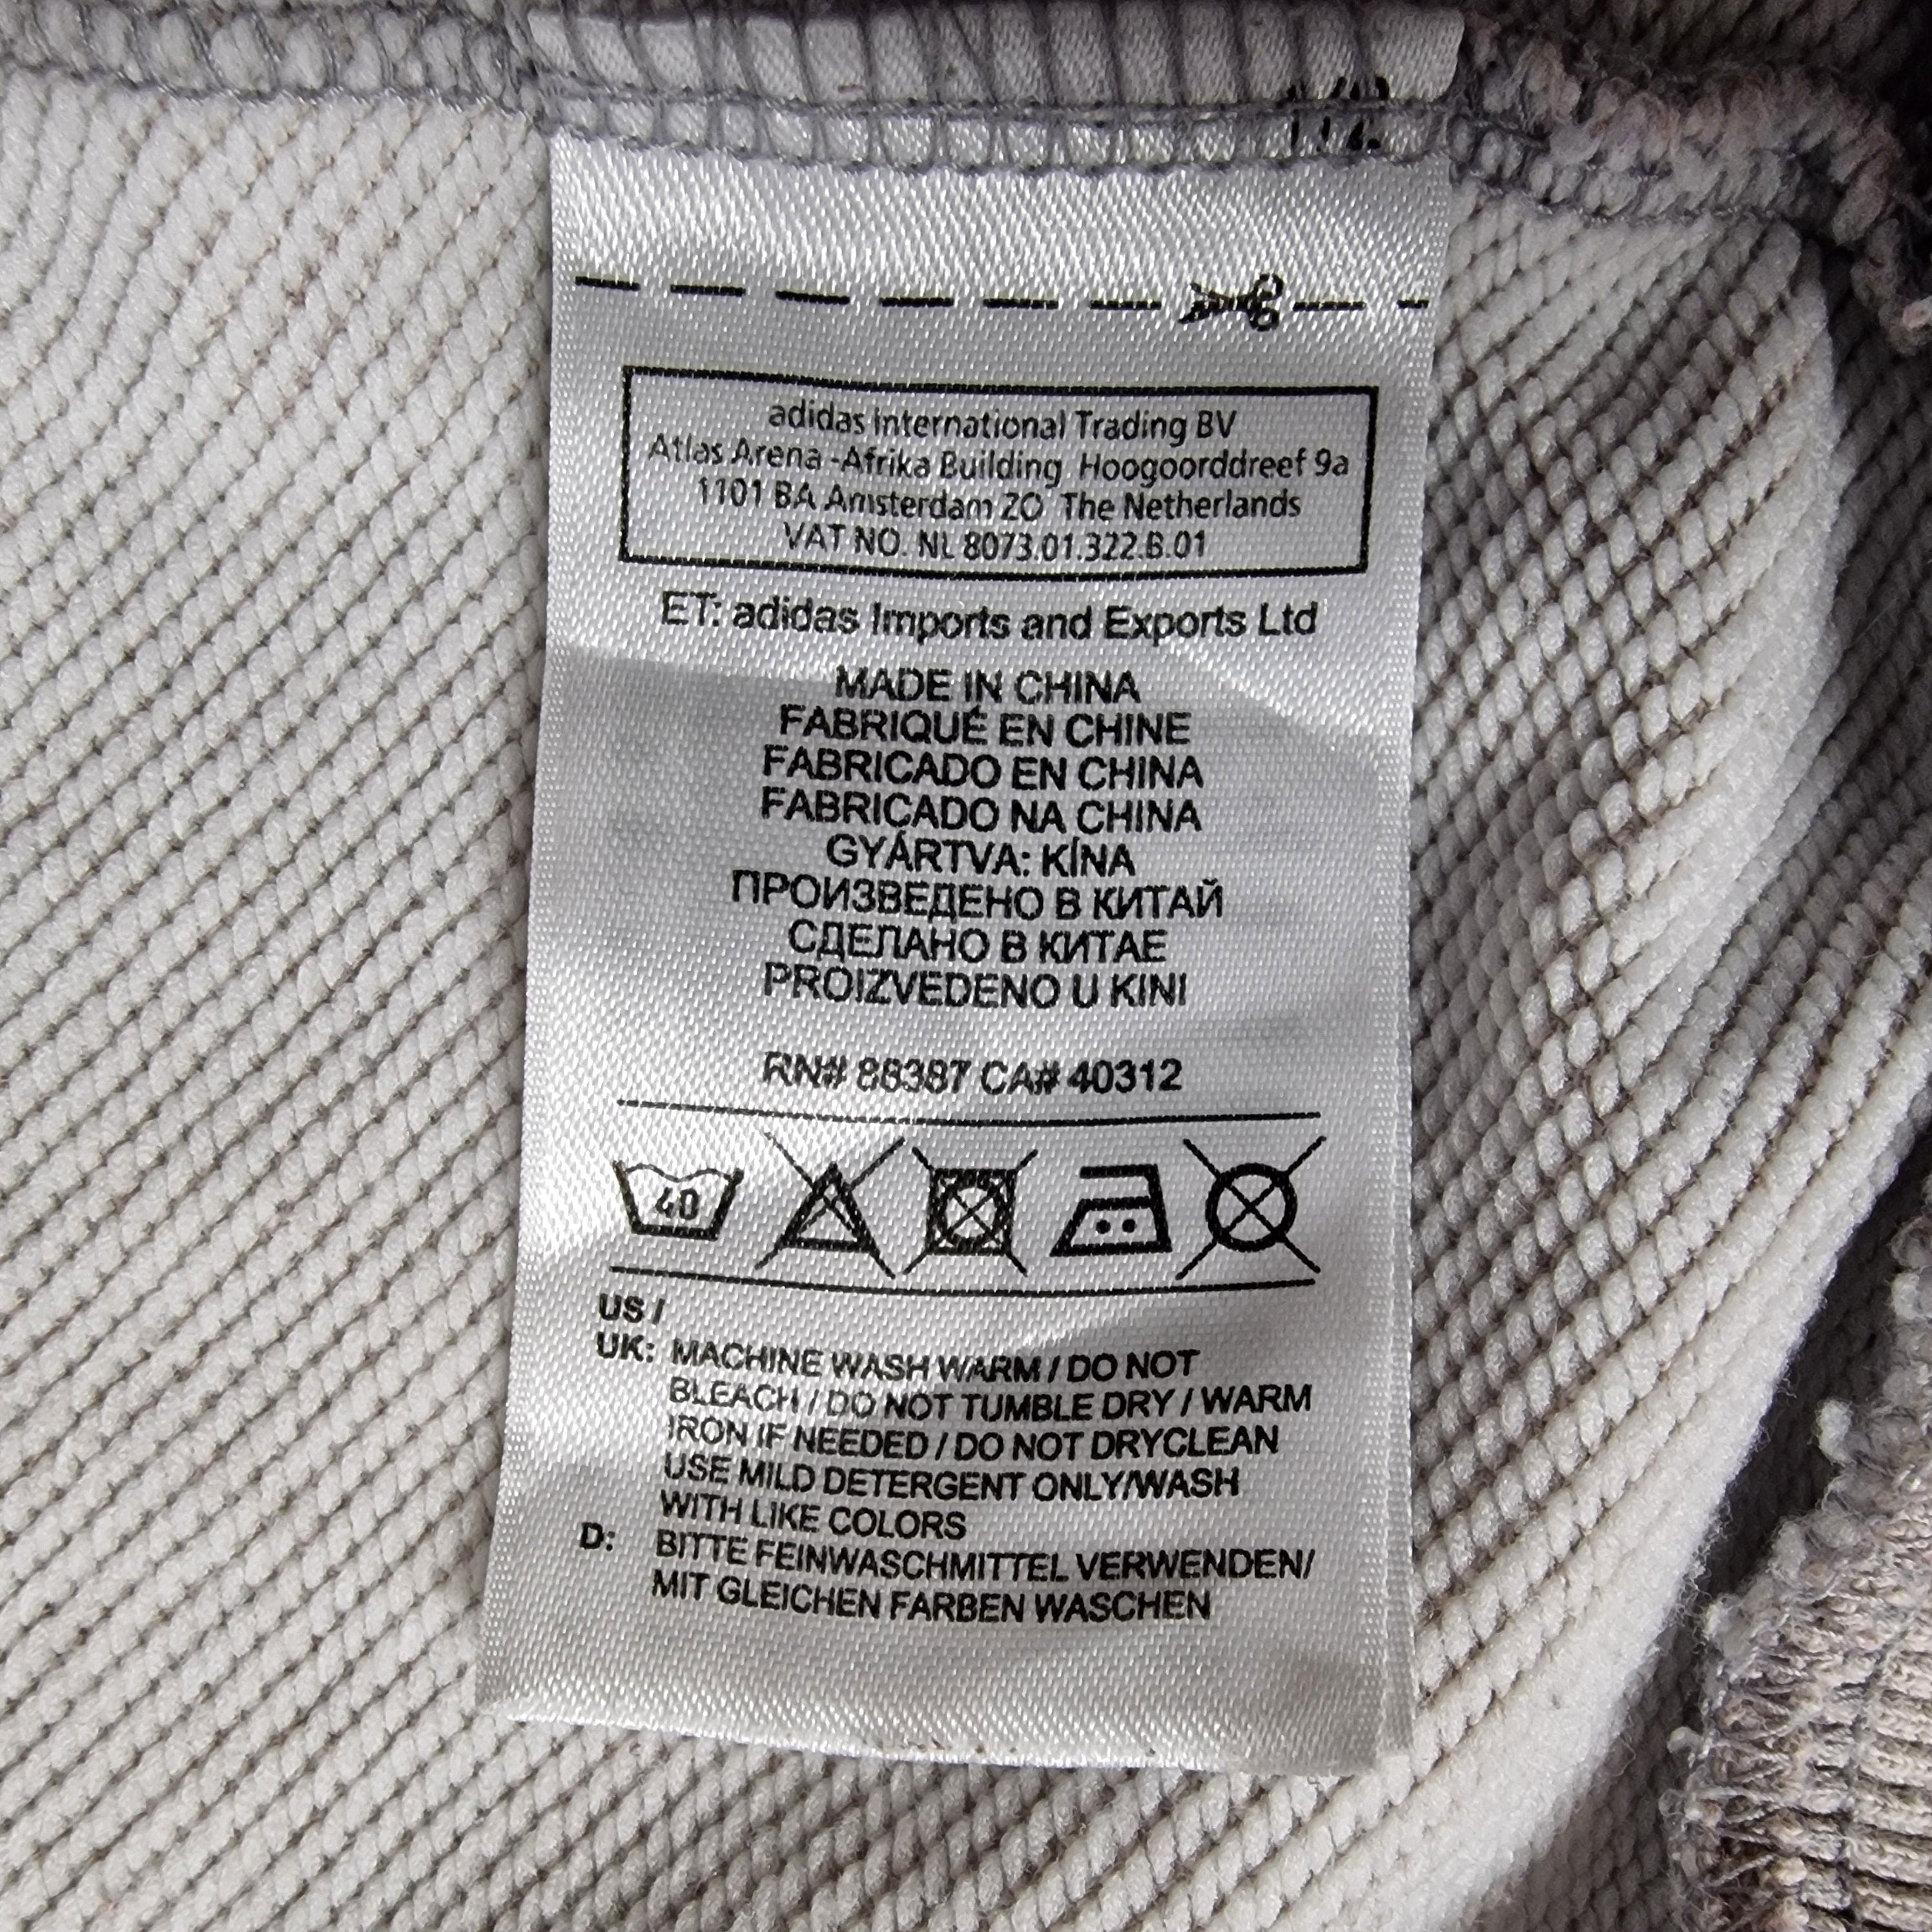 adidas International Trading BV
Atlas Arena -Afrika Building Hoogoorddreef 9a
1101 BA Amsterdam ZO The Netherlands
VAT NO. NL 8073.01.322.B.01
ET: adidas Imports and Exports Ltd
MADE IN CHINA
FABRIQUÉ EN CHINE
FABRICADO EN CHINA
FABRICADO NA CHINA
GYÁRTVA: KÍNA
ПРОИЗВЕДЕНО В КИТАЙ
СДЕЛАНО В КИТАЕ
PROIZVEDENO U KINI
RN# 88387 CA# 40312
40
US /
UK: MACHINE WASH WARM / DO NOT
BLEACH / DO NOT TUMBLE DRY / WARM
IRON IF NEEDED / DO NOT DRYCLEAN
USE MILD DETERGENT ONLY/WASH
WITH LIKE COLORS
D: BITTE FEINWASCHMITTEL VERWENDEN/
MIT GLEICHEN FARBEN WASCHEN